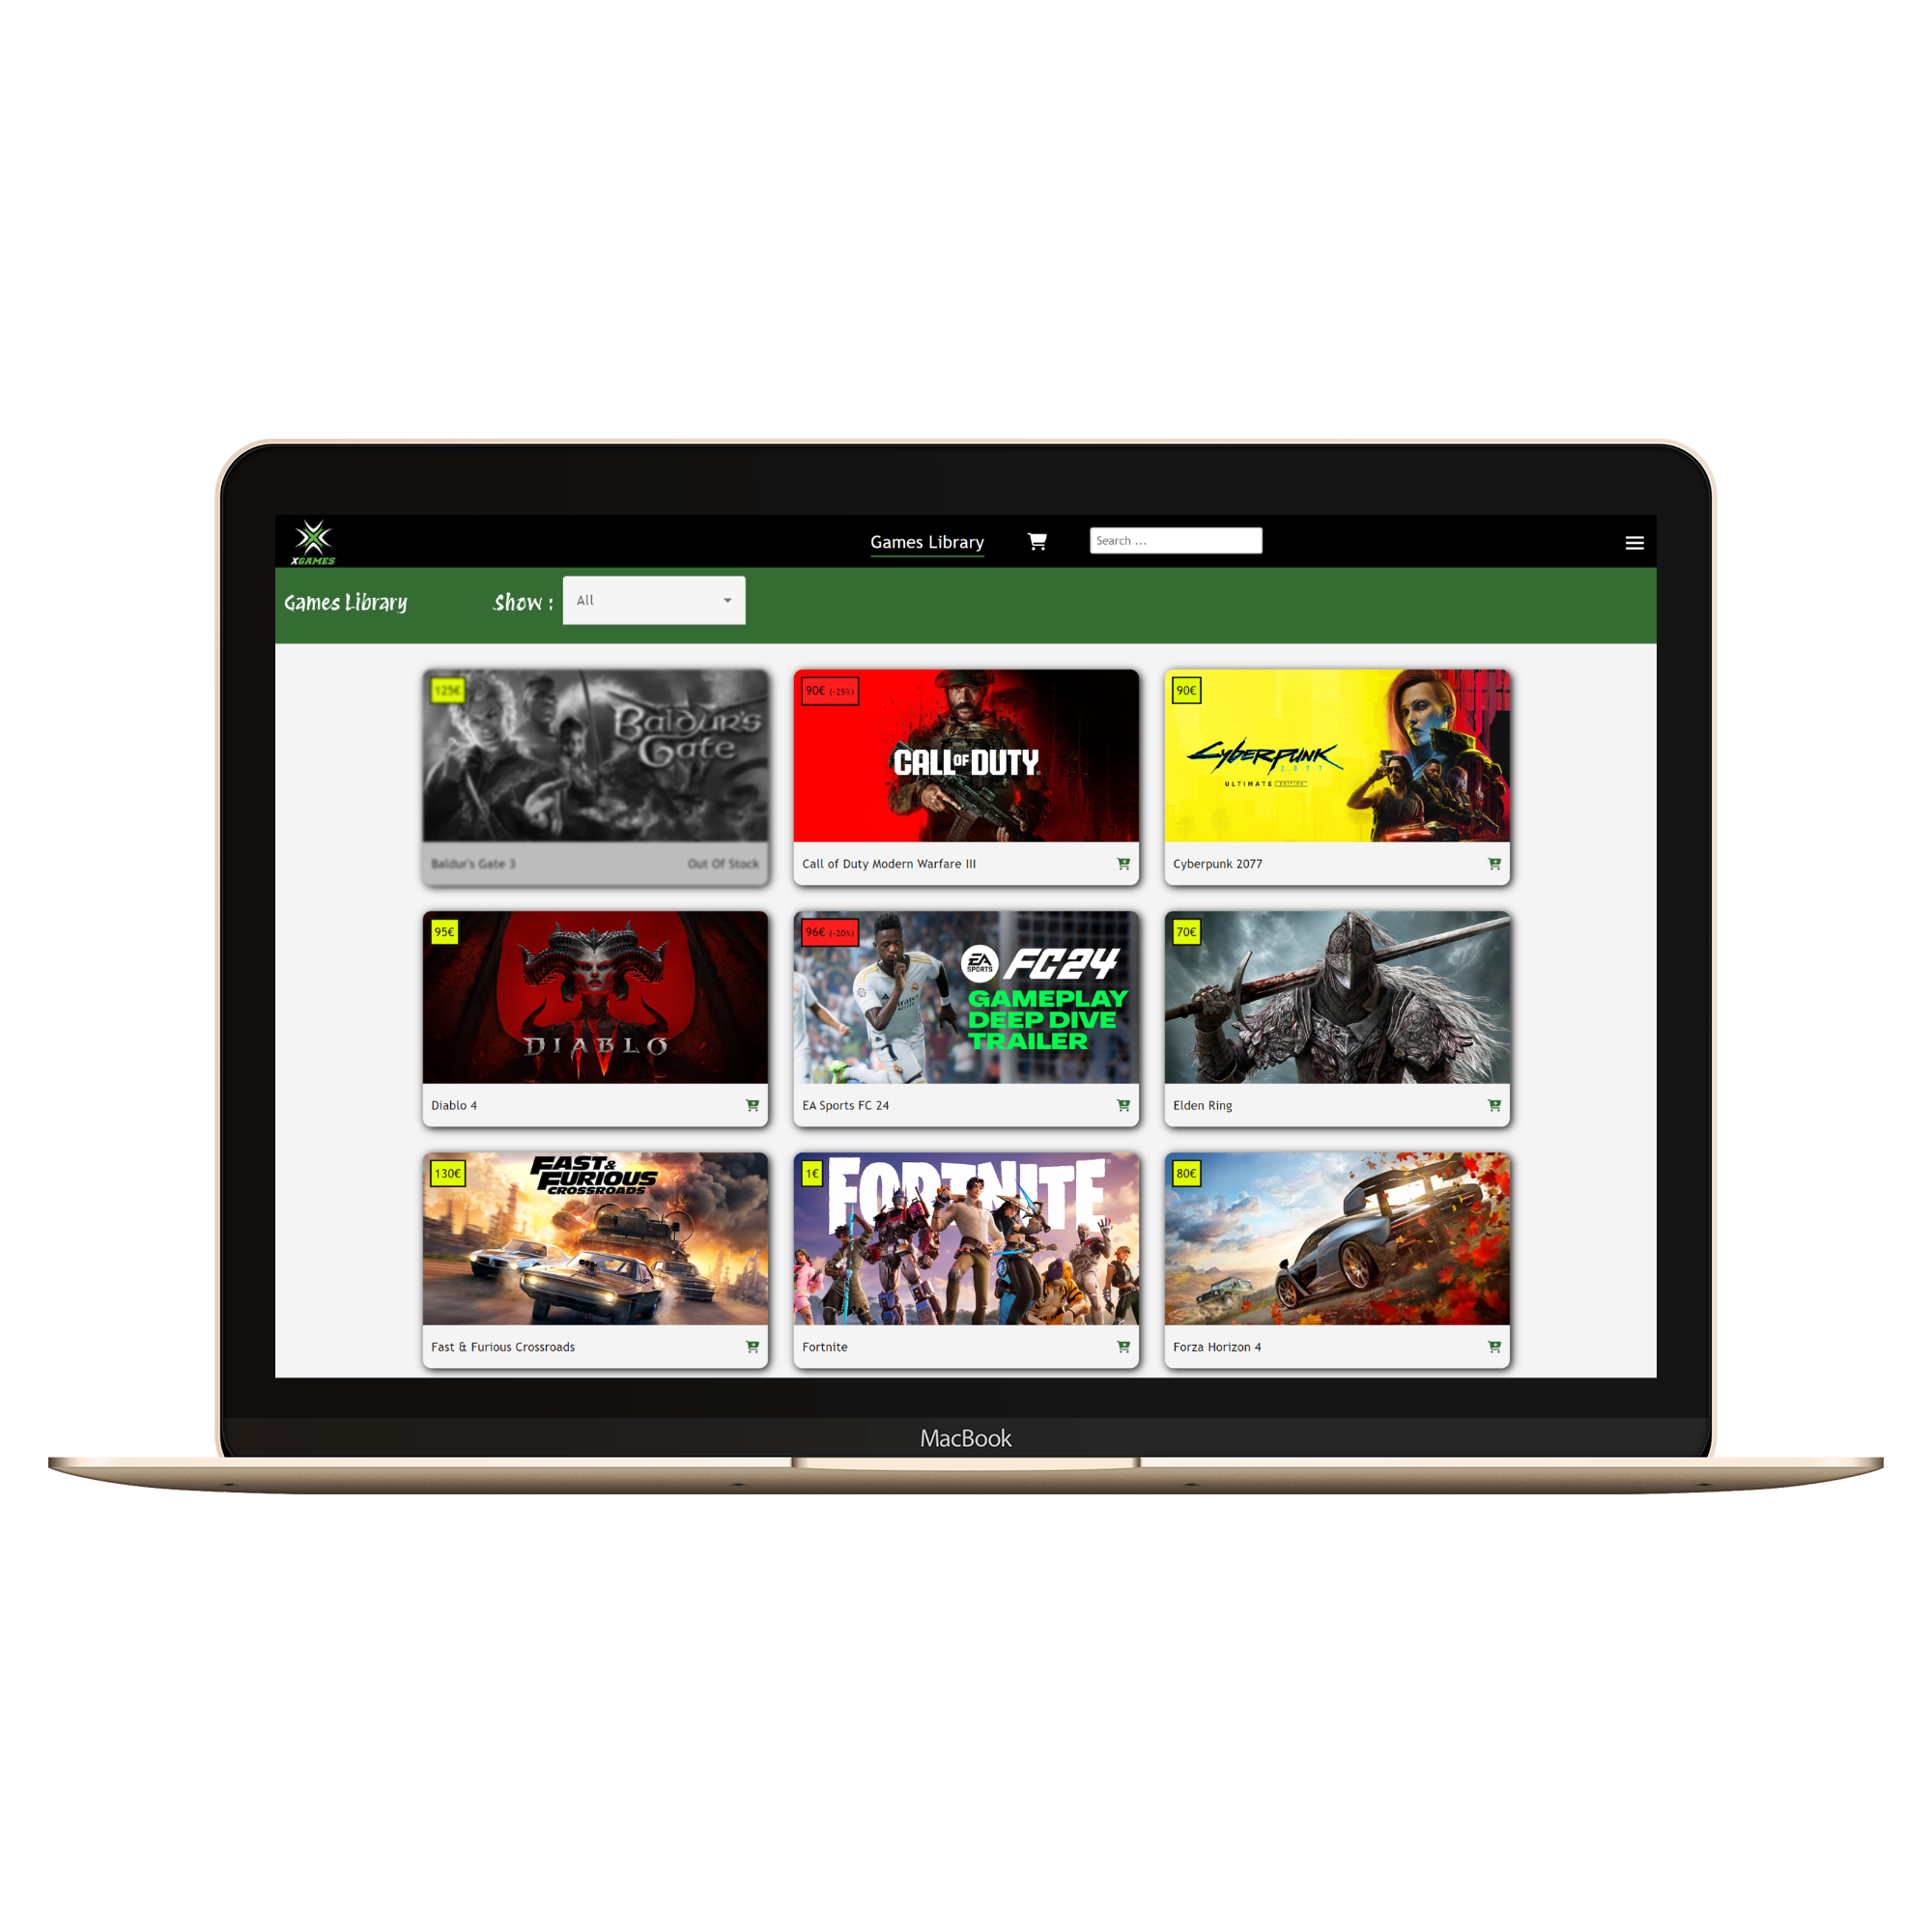 XGAMES
Games Library
Search ...
Games Library
Show :
All
125€
BALDUR'S
GATE
Baldur's Gate 3
Out Of Stock
90€ (-25%)
CALL OF DUTY
Call of Duty Modern Warfare III
90€
CYBERPUNK
2077
ULTIMATE EDITION
Cyberpunk 2077
95€
DIABLO
IV
Diablo 4
96€ (-20%)
EA
SPORTS
FC24
GAMEPLAY
DEEP DIVE
TRAILER
EA Sports FC 24
70€
Elden Ring
130€
FAST &
FURIOUS
CROSSROADS
Fast & Furious Crossroads
1€
FORTNITE
Fortnite
80€
Forza Horizon 4
MacBook